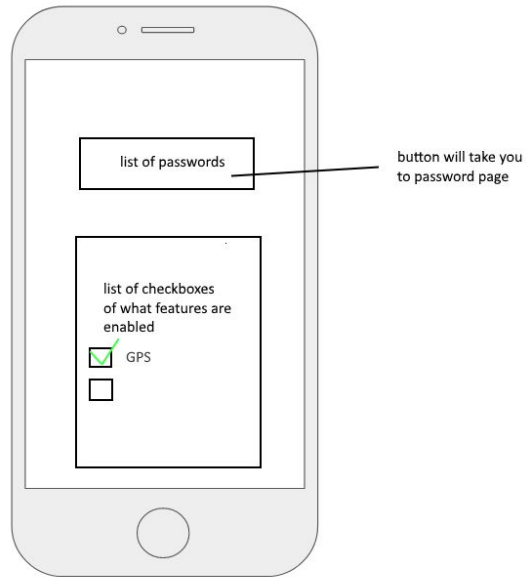 list of passwords
button will take you
to password page
list of checkboxes
of what features are
enabled
GPS